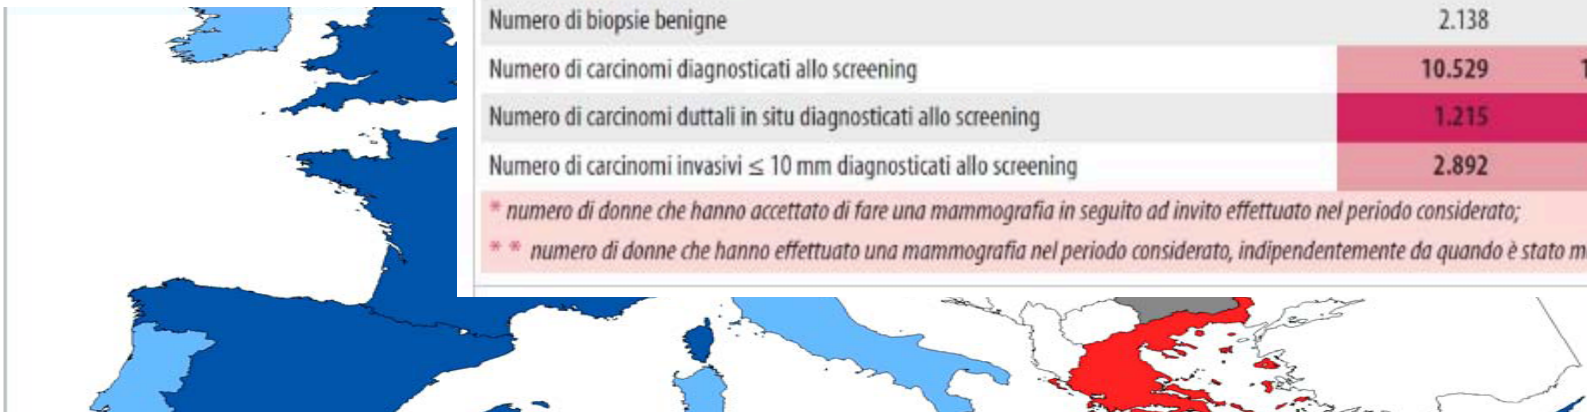 Numero di biopsie benigne 2.138
Numero di carcinomi diagnosticati allo screening 10.529
Numero di carcinomi duttali in situ diagnosticati allo screening 1.215
Numero di carcinomi invasivi ≤ 10 mm diagnosticati allo screening 2.892
* numero di donne che hanno accettato di fare una mammografia in seguito ad invito effettuato nel periodo considerato;
* * numero di donne che hanno effettuato una mammografia nel periodo considerato, indipendentemente da quando è stato